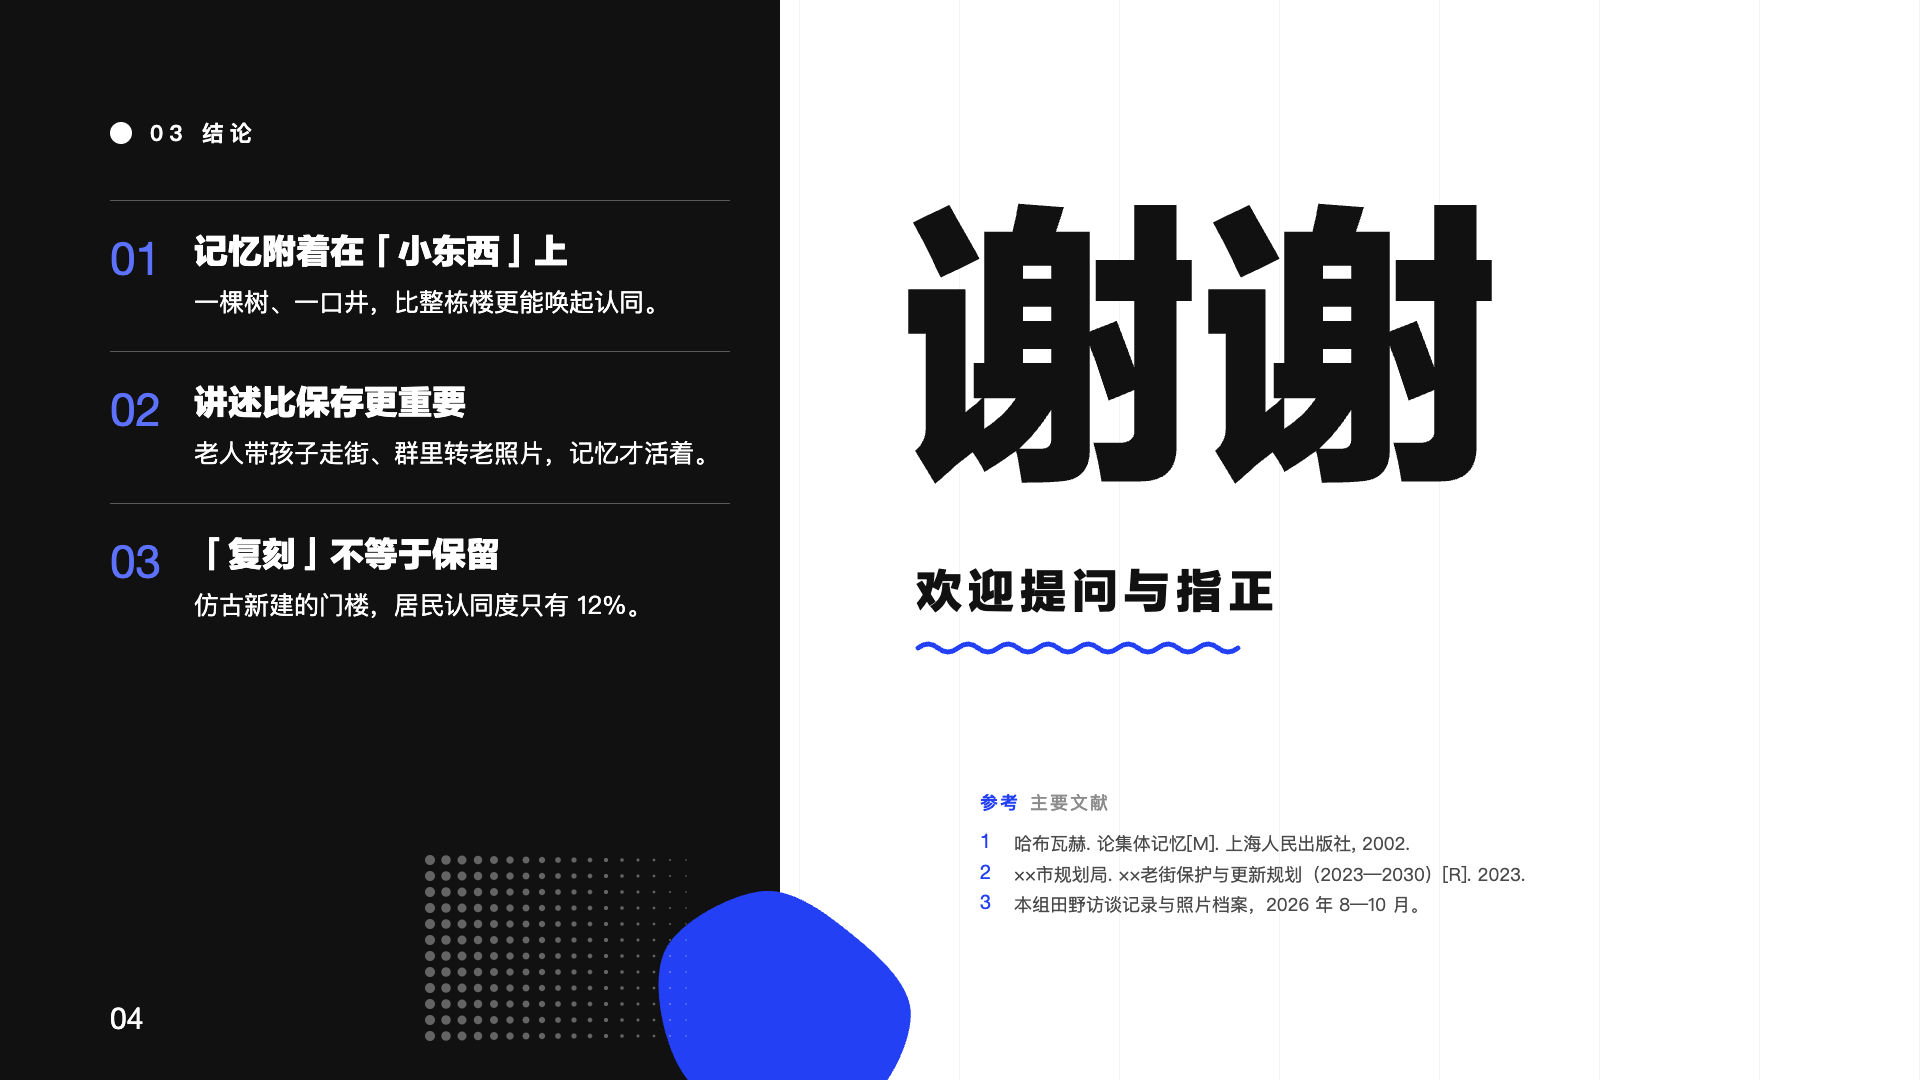 03 结论
01
记忆附着在「小东西」上
一棵树、一口井，比整栋楼更能唤起认同。
02
讲述比保存更重要
老人带孩子走街、群里转老照片，记忆才活着。
03
「复刻」不等于保留
仿古新建的门楼，居民认同度只有 12%。
04
谢谢
欢迎提问与指正
参考 主要文献
1 哈布瓦赫. 论集体记忆[M]. 上海人民出版社, 2002.
2 ××市规划局. ××老街保护与更新规划（2023—2030）[R]. 2023.
3 本组田野访谈记录与照片档案，2026 年 8—10 月。